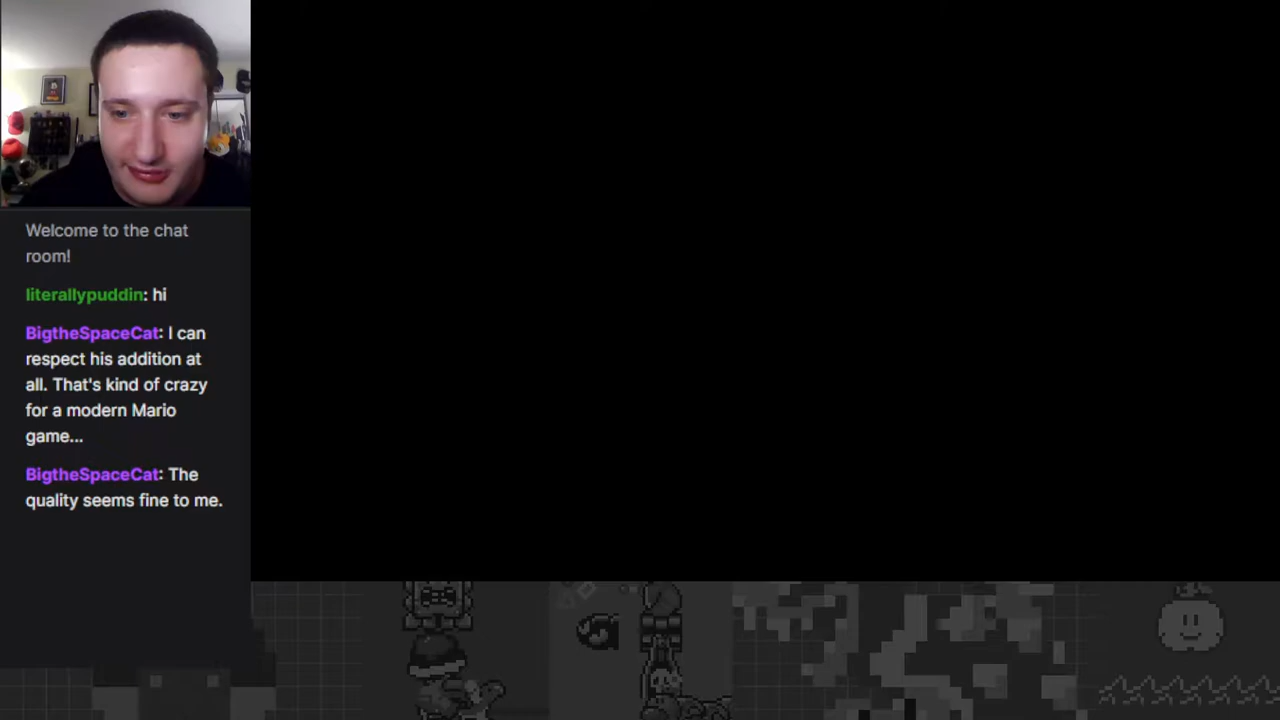 Welcome to the chat
room!
literallypuddin: hi
BigtheSpaceCat: I can
respect his addition at
all. That's kind of crazy
for a modern Mario
game...
BigtheSpaceCat: The
quality seems fine to me.